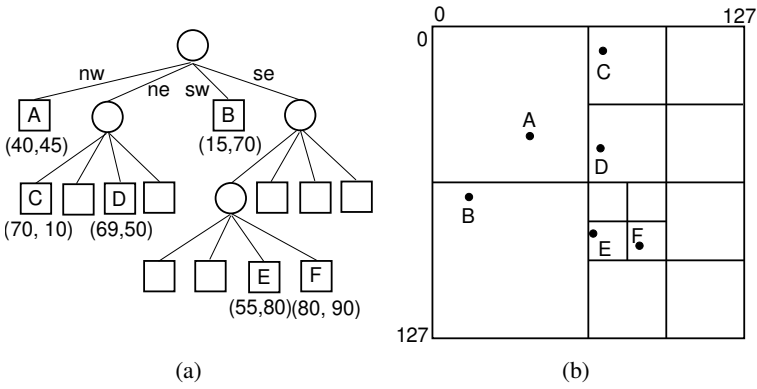 nw
ne
sw
se
A
B
(40,45)
(15,70)
C
D
(70, 10)
(69,50)
E
F
(55,80)
(80, 90)
(a)
0
127
0
C
A
D
B
E
F
127
(b)